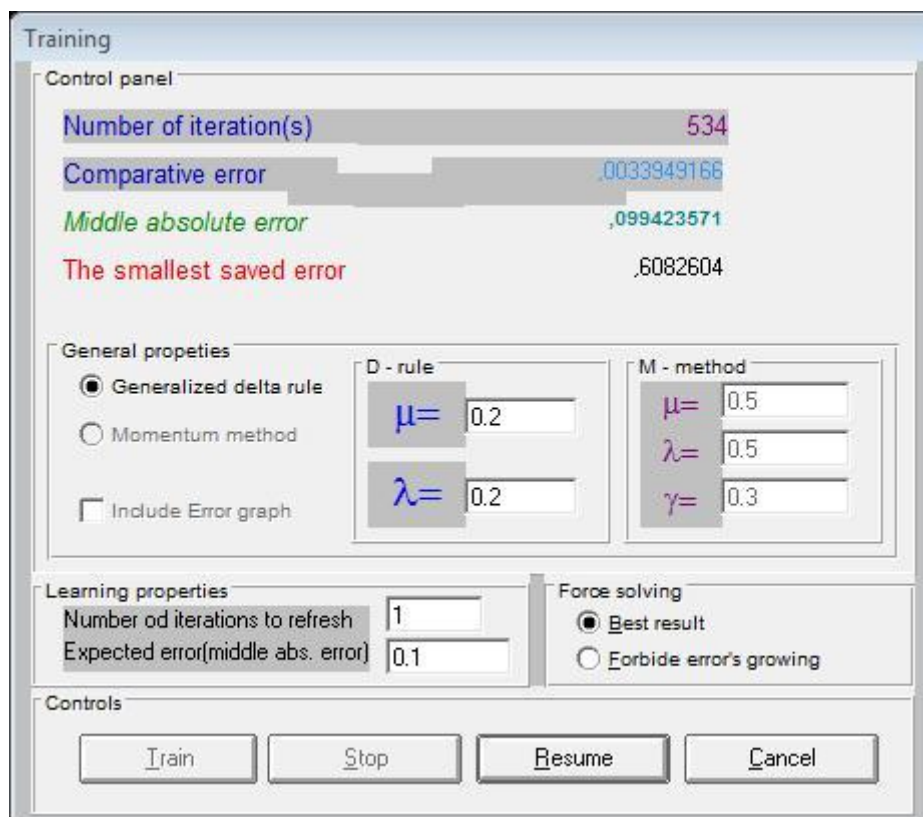 Training
Control panel
Number of iteration(s) 534
Comparative error ,0033949166
Middle absolute error ,099423571
The smallest saved error ,6082604
General propeties
Generalized delta rule
Momentum method
Include Error graph
D - rule
μ= 0.2
λ= 0.2
M - method
μ= 0.5
λ= 0.5
γ= 0.3
Learning properties
Number od iterations to refresh 1
Expected error(middle abs. error) 0.1
Force solving
Best result
Forbide error's growing
Controls
Train Stop Resume Cancel